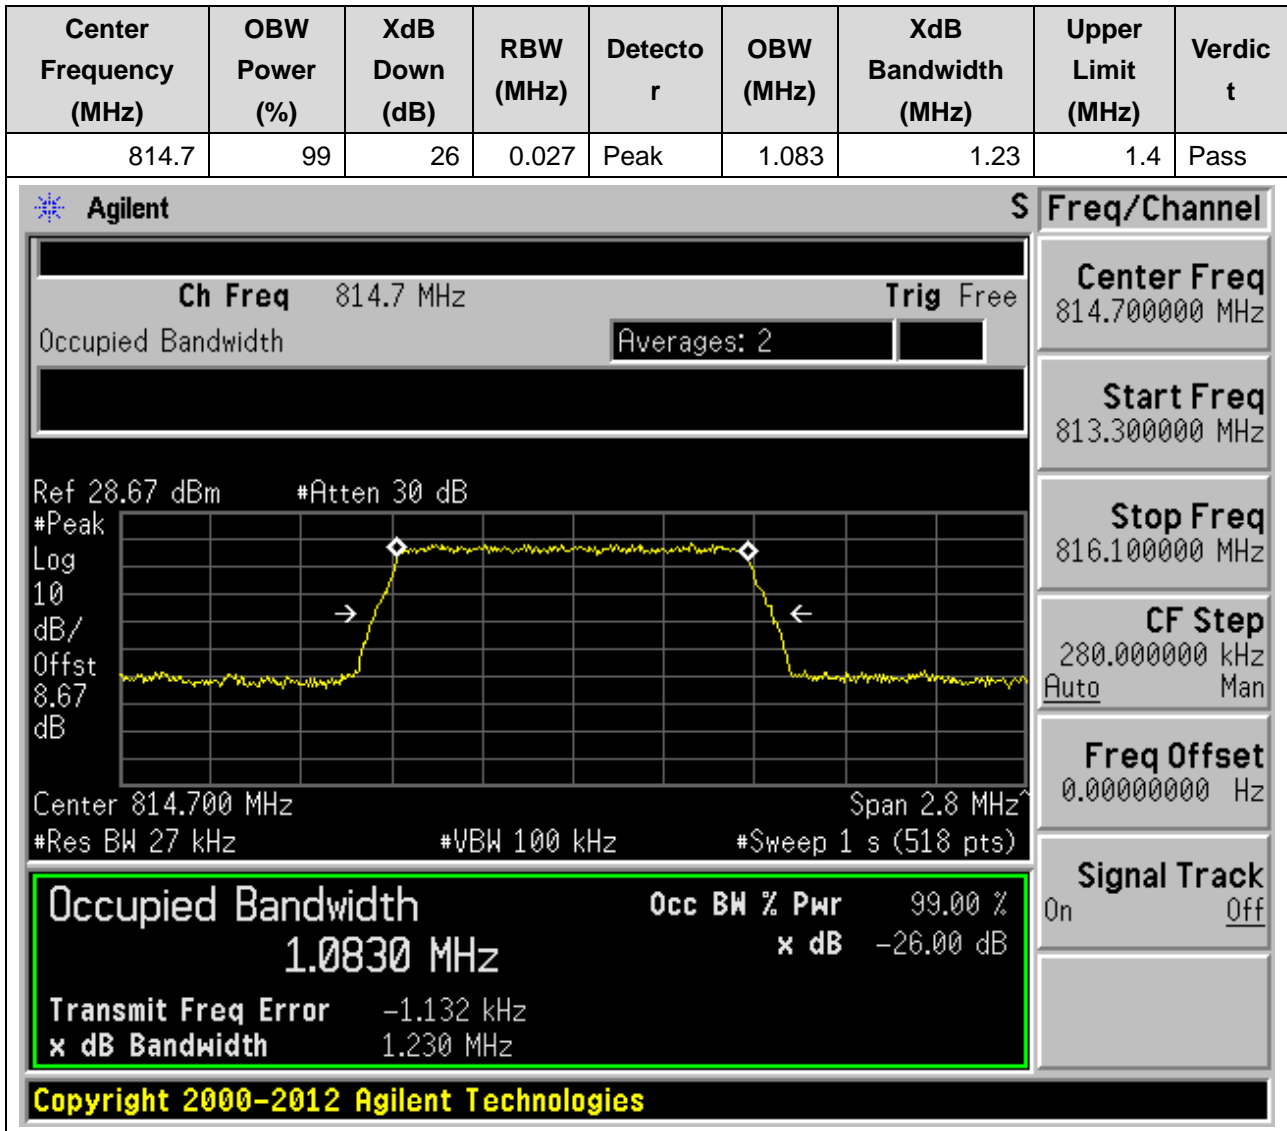 Center Frequency (MHz) OBW Power (%) XdB Down (dB) RBW (MHz) Detector OBW (MHz) XdB Bandwidth (MHz) Upper Limit (MHz) Verdict
814.7 99 26 0.027 Peak 1.083 1.23 1.4 Pass
Agilent S Freq/Channel
Ch Freq 814.7 MHz Trig Free
Occupied Bandwidth Averages: 2
Center Freq
814.700000 MHz
Start Freq
813.300000 MHz
Stop Freq
816.100000 MHz
CF Step
280.000000 kHz
Auto Man
Freq Offset
0.00000000 Hz
Signal Track
On Off
Ref 28.67 dBm #Atten 30 dB
#Peak
Log
10
dB/
Offst
8.67
dB
Center 814.700 MHz Span 2.8 MHz^
#Res BW 27 kHz #VBW 100 kHz #Sweep 1 s (518 pts)
Occupied Bandwidth Occ BW % Pwr 99.00 %
1.0830 MHz x dB -26.00 dB
Transmit Freq Error -1.132 kHz
x dB Bandwidth 1.230 MHz
Copyright 2000-2012 Agilent Technologies